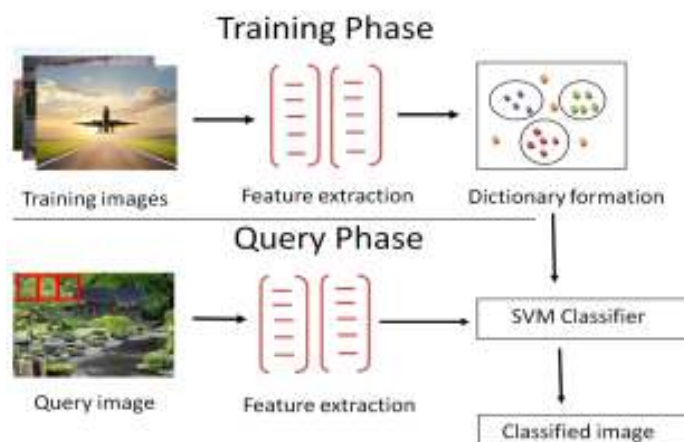 Training Phase
Training images
Feature extraction
Dictionary formation
Query Phase
SVM Classifier
Query image
Feature extraction
Classified image